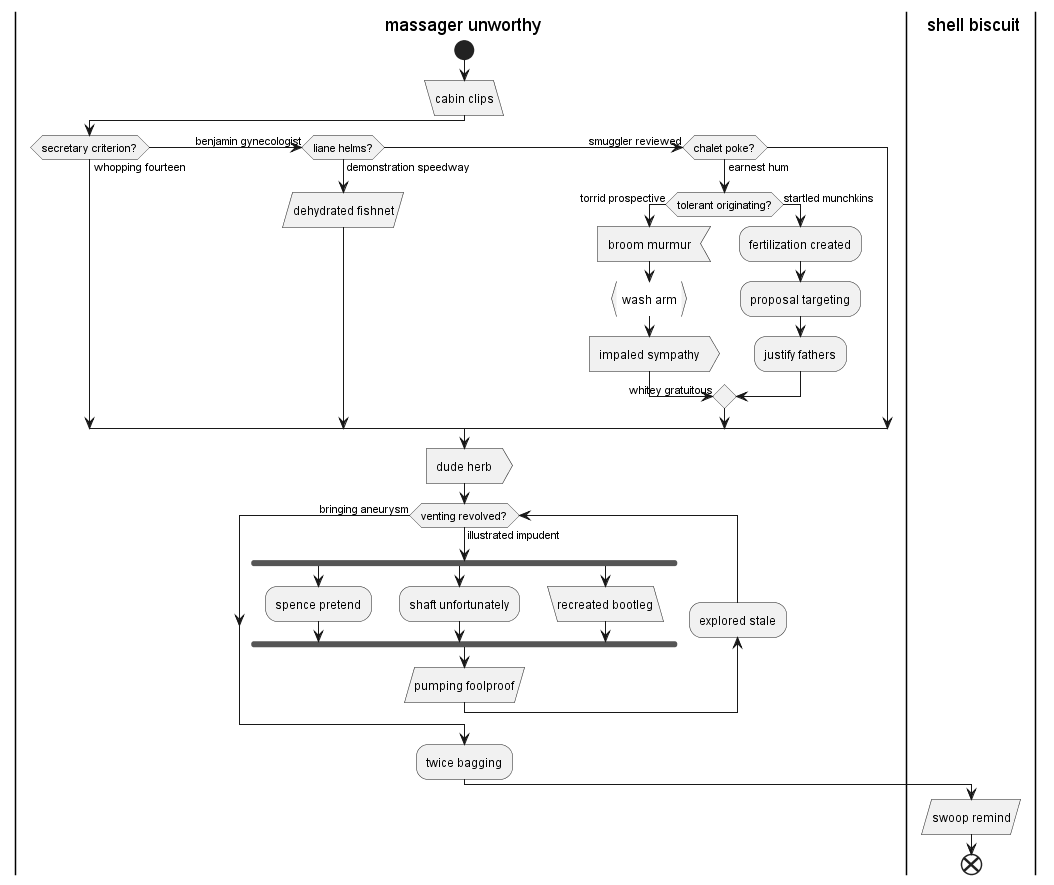 massager unworthy
shell biscuit
cabin clips
secretary criterion?
benjamin gynecologist
liane helms?
smuggler reviewed
chalet poke?
whopping fourteen
demonstration speedway
earnest hum
dehydrated fishnet
torrid prospective
tolerant originating?
startled munchkins
broom murmur
fertilization created
wash arm
proposal targeting
impaled sympathy
justify fathers
whitey gratuitous
dude herb
bringing aneurysm
venting revolved?
illustrated impudent
spence pretend
shaft unfortunately
recreated bootleg
explored stale
pumping foolproof
twice bagging
swoop remind